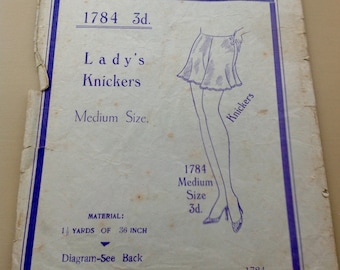 1784 3d.
Lady's
Knickers
Medium Size.
Knickers
1784
Medium
Size
3d.
MATERIAL:
YARDS OF 36 INCH
Diagram-See Back
1784